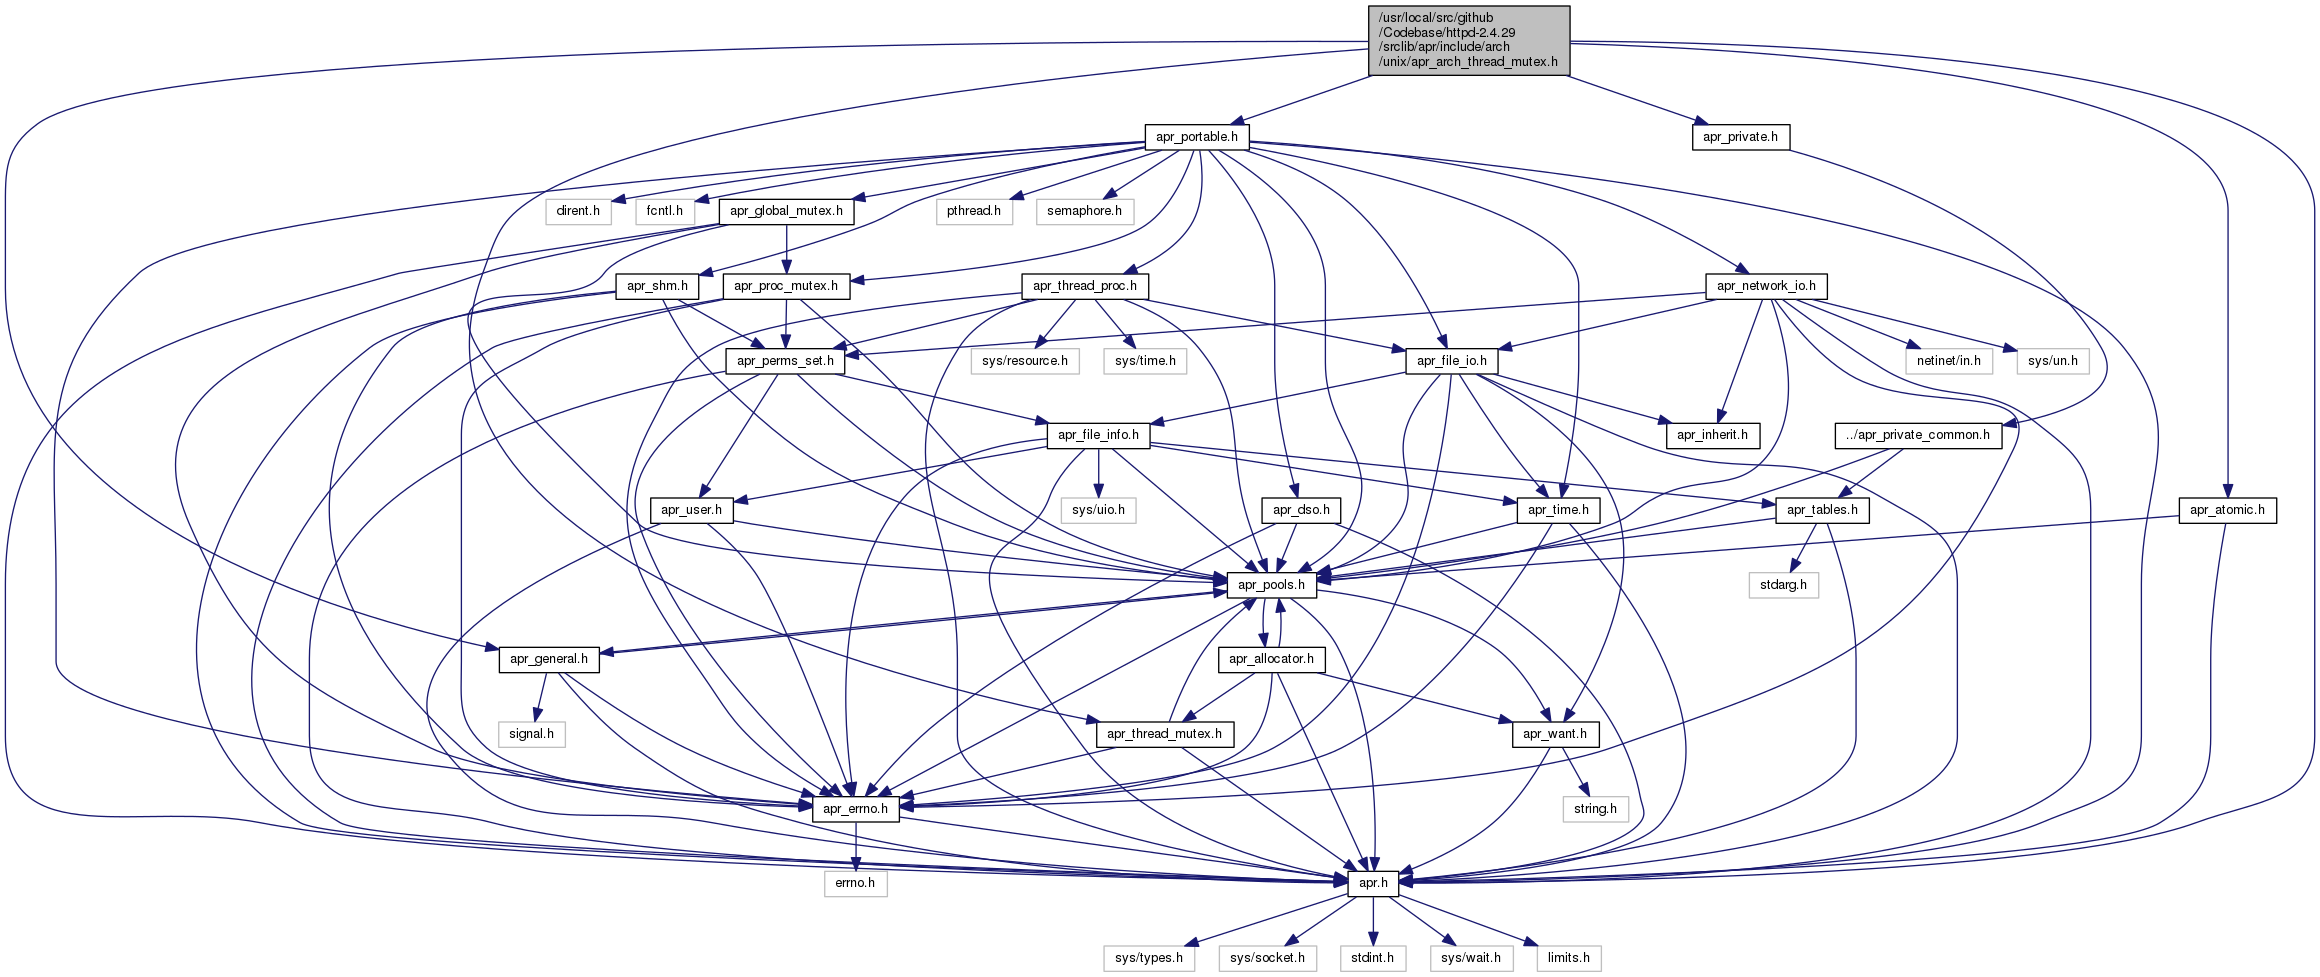 /usr/local/src/github
/Codebase/httpd-2.4.29
/srclib/apr/include/arch
/unix/apr_arch_thread_mutex.h
apr_portable.h
apr_private.h
dirent.h
fcntl.h
apr_global_mutex.h
pthread.h
semaphore.h
apr_shm.h
apr_proc_mutex.h
apr_thread_proc.h
apr_network_io.h
apr_perms_set.h
sys/resource.h
sys/time.h
apr_file_io.h
netinet/in.h
sys/un.h
apr_file_info.h
apr_inherit.h
../apr_private_common.h
apr_user.h
sys/uio.h
apr_dso.h
apr_time.h
apr_tables.h
apr_atomic.h
apr_pools.h
stdarg.h
apr_general.h
apr_allocator.h
signal.h
apr_thread_mutex.h
apr_want.h
apr_errno.h
string.h
errno.h
apr.h
sys/types.h
sys/socket.h
stdint.h
sys/wait.h
limits.h